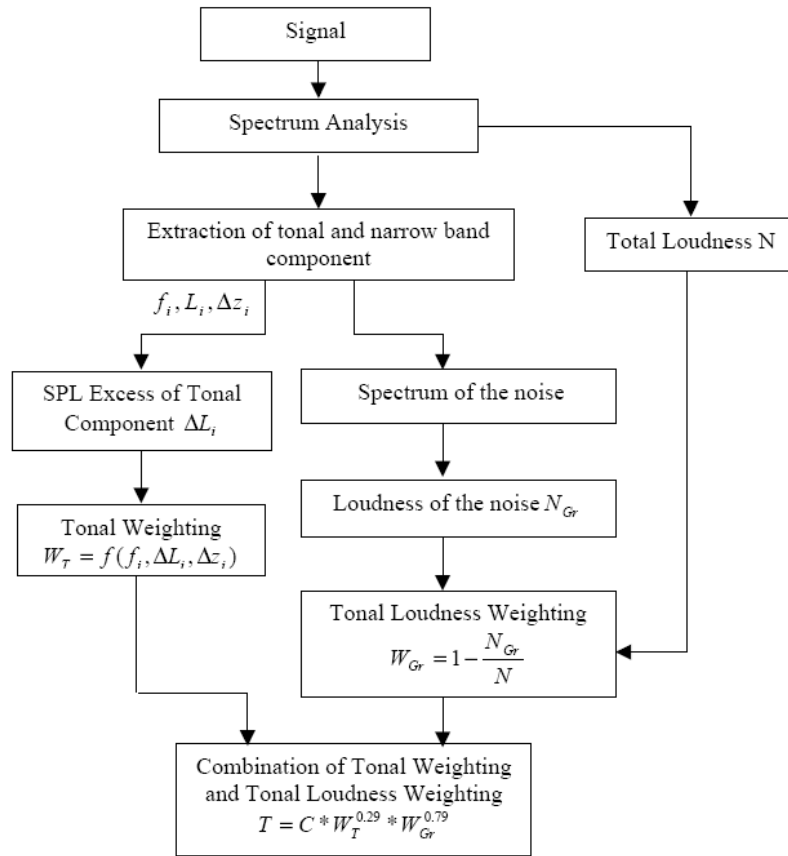 Signal
Spectrum Analysis
Extraction of tonal and narrow band
component
Total Loudness N
f_i, L_i, Δz_i
SPL Excess of Tonal
Component ΔL_i
Spectrum of the noise
Loudness of the noise N_Gr
Tonal Weighting
W_T = f(f_i, ΔL_i, Δz_i)
Tonal Loudness Weighting
W_Gr = 1 - N_Gr / N
Combination of Tonal Weighting
and Tonal Loudness Weighting
T = C * W_T^0.29 * W_Gr^0.79